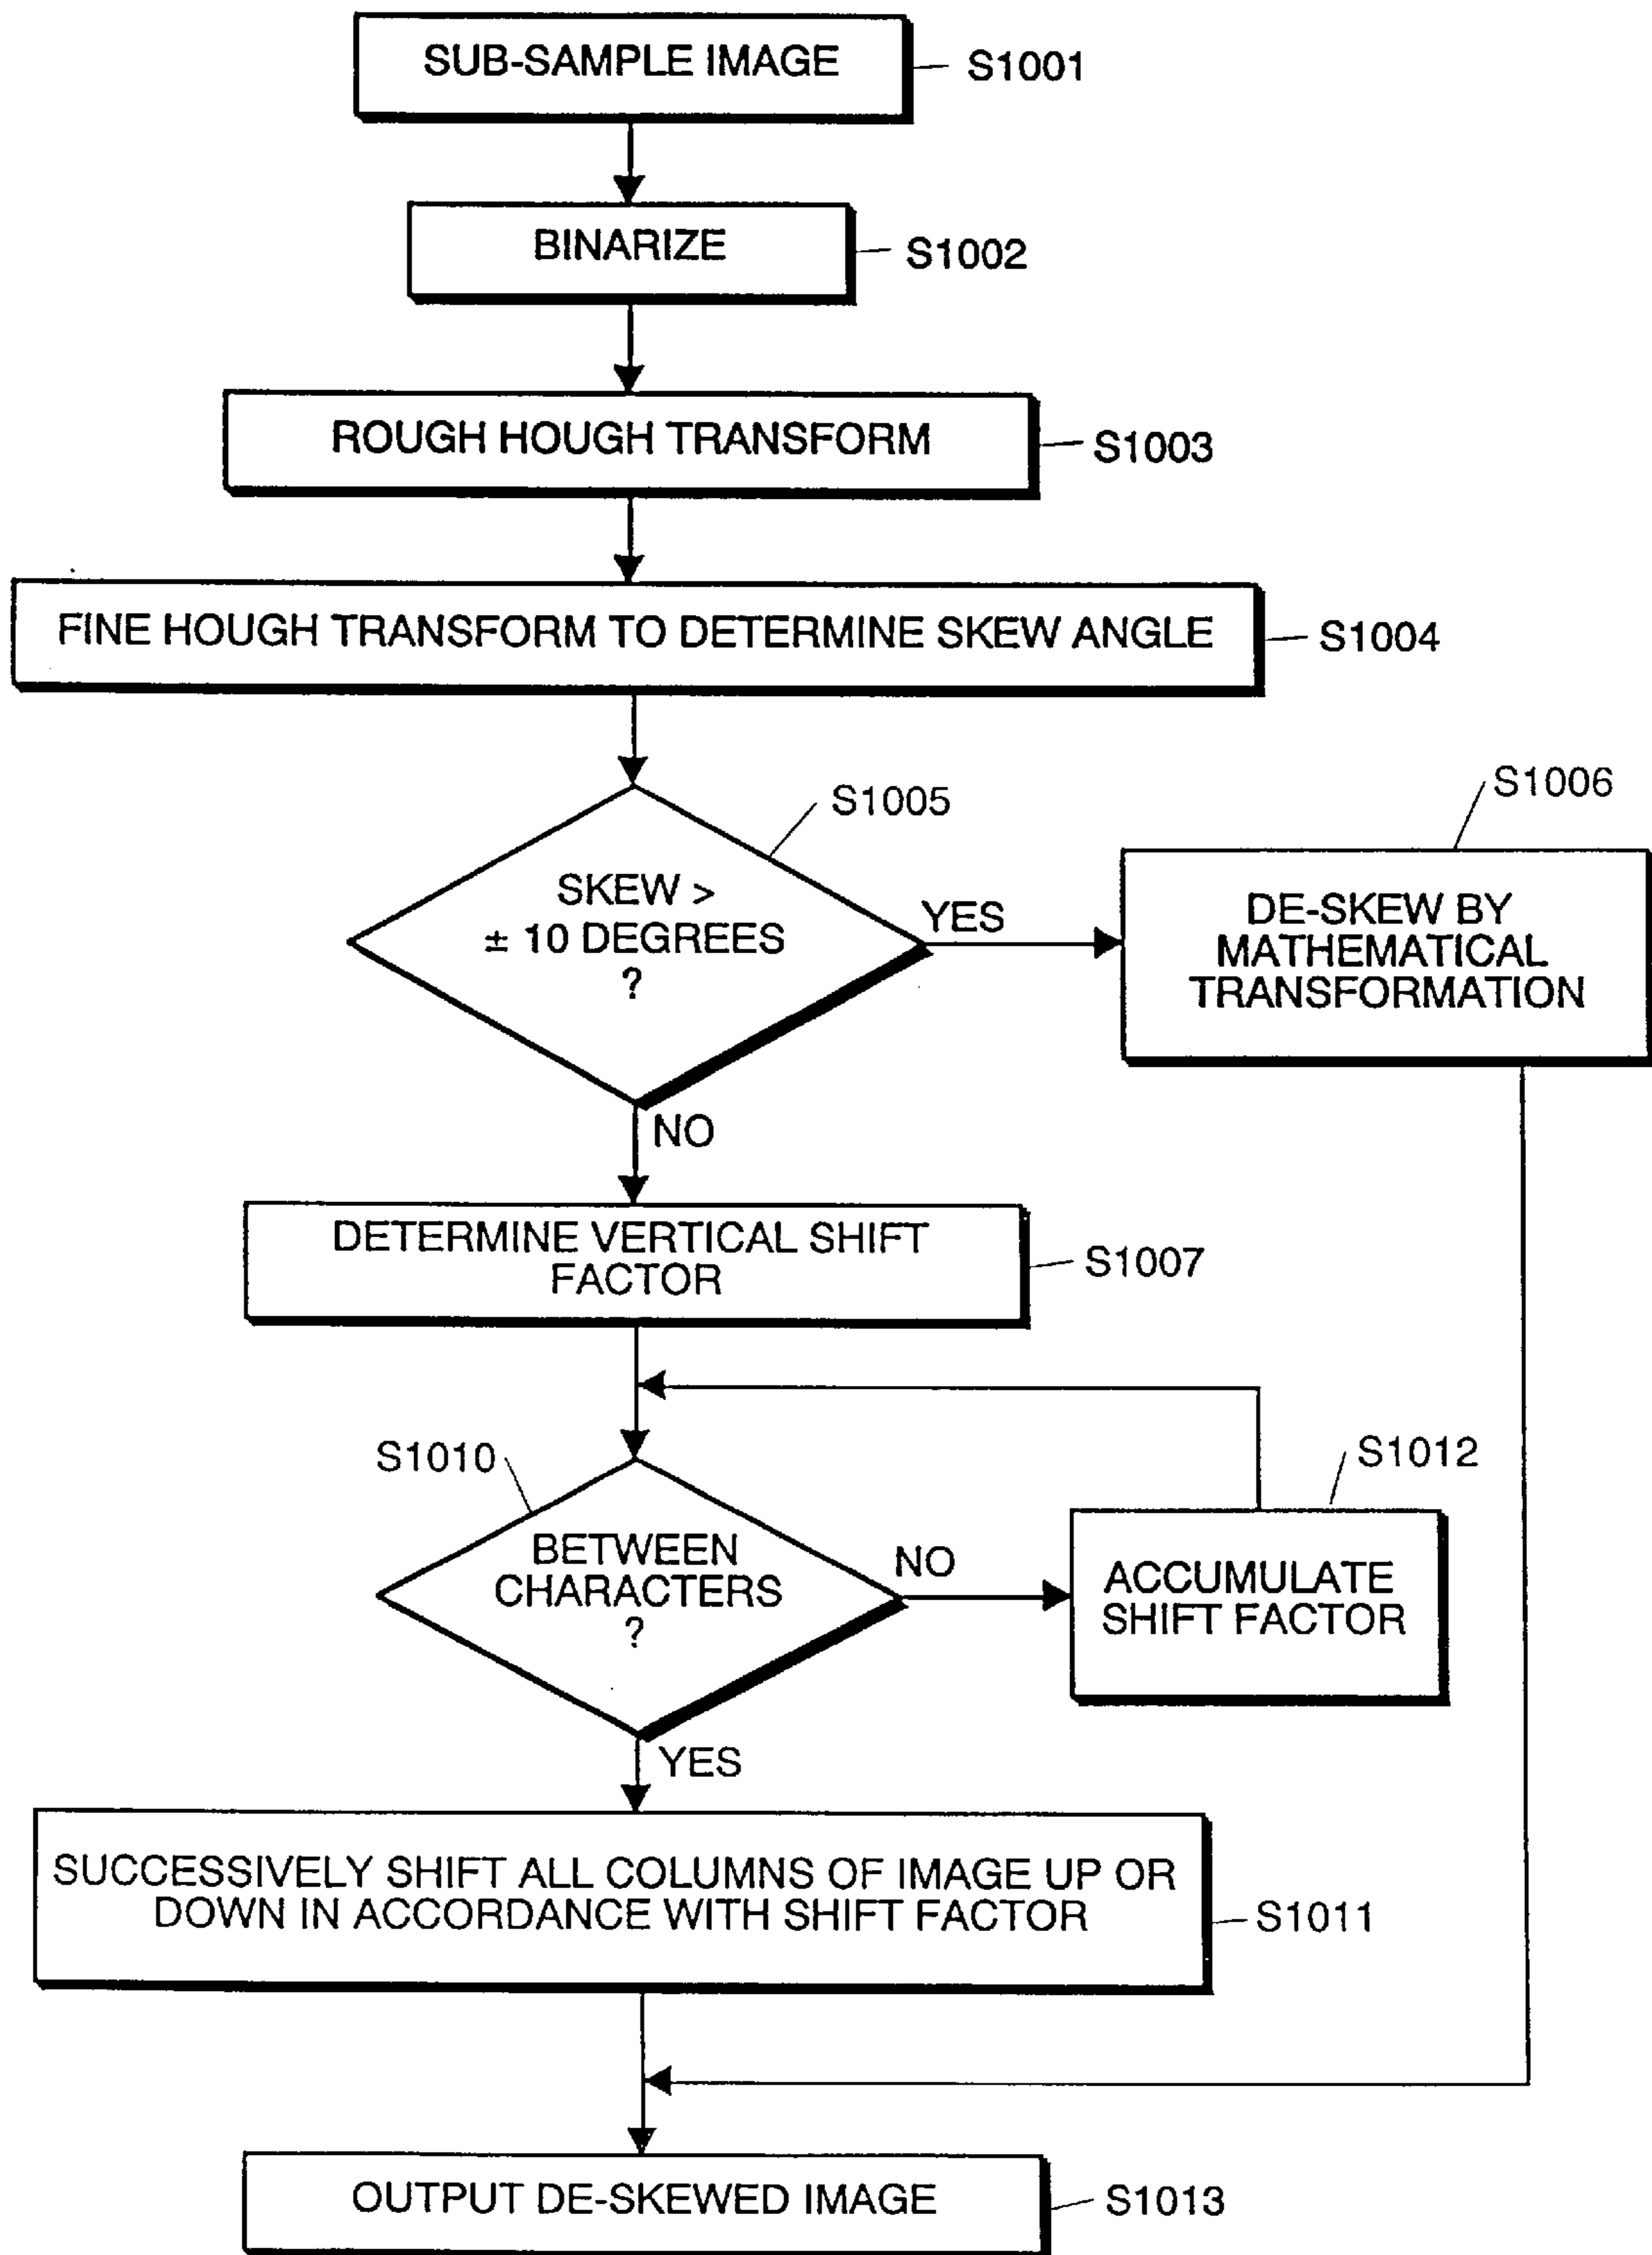 SUB-SAMPLE IMAGE
S1001
BINARIZE
S1002
ROUGH HOUGH TRANSFORM
S1003
FINE HOUGH TRANSFORM TO DETERMINE SKEW ANGLE
S1004
S1005
SKEW >
± 10 DEGREES
?
YES
S1006
DE-SKEW BY
MATHEMATICAL
TRANSFORMATION
NO
DETERMINE VERTICAL SHIFT
FACTOR
S1007
S1010
BETWEEN
CHARACTERS
?
NO
S1012
ACCUMULATE
SHIFT FACTOR
YES
SUCCESSIVELY SHIFT ALL COLUMNS OF IMAGE UP OR
DOWN IN ACCORDANCE WITH SHIFT FACTOR
S1011
OUTPUT DE-SKEWED IMAGE
S1013